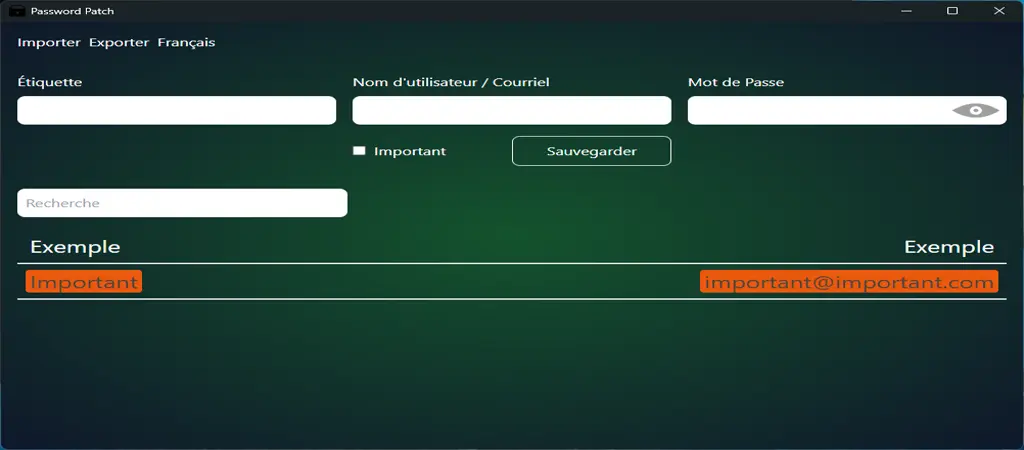 Password Patch
Importer Exporter Français
Étiquette Nom d'utilisateur / Courriel Mot de Passe
Important Sauvegarder
Recherche
Exemple Exemple
Important important@important.com